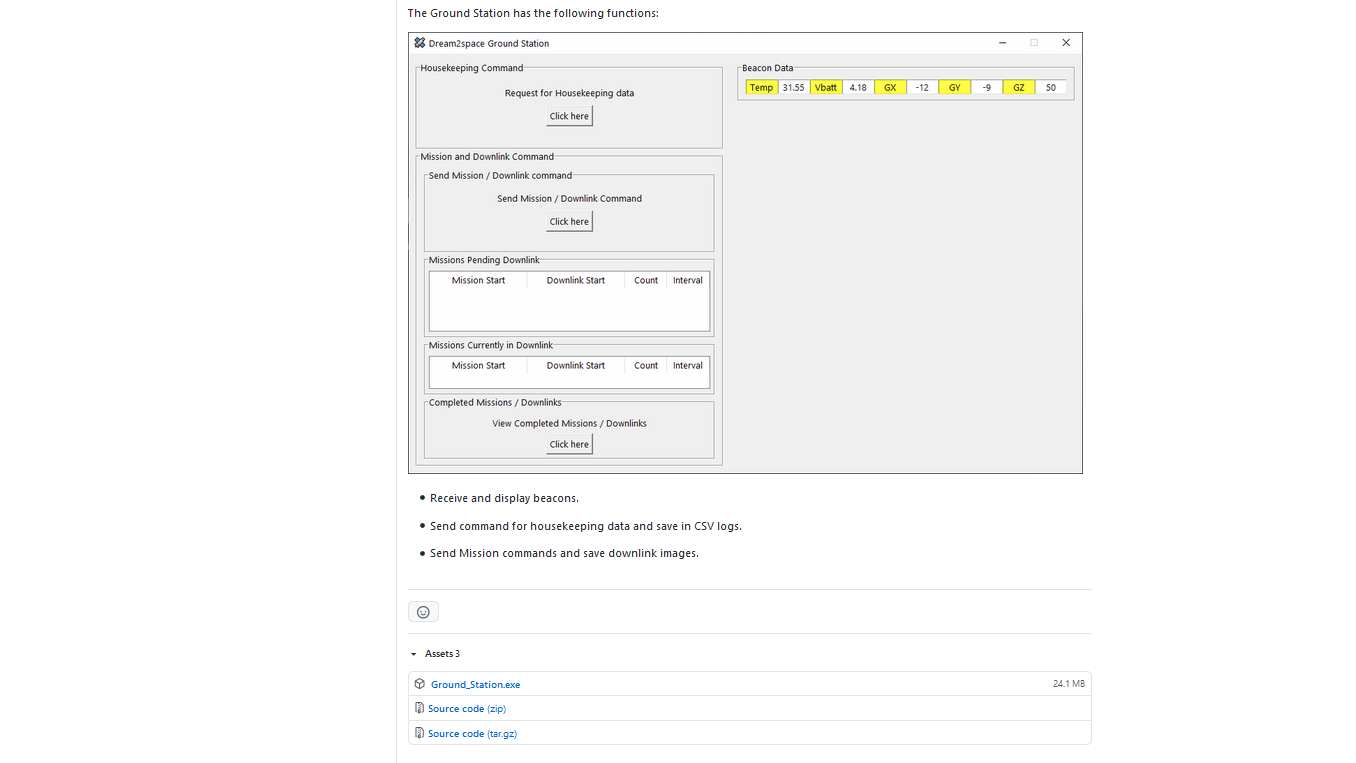 The Ground Station has the following functions:
Dream2space Ground Station
Housekeeping Command
Request for Housekeeping data
Click here
Mission and Downlink Command
Send Mission / Downlink command
Send Mission / Downlink Command
Click here
Missions Pending Downlink
Mission Start Downlink Start Count Interval
Missions Currently in Downlink
Mission Start Downlink Start Count Interval
Completed Missions / Downlinks
View Completed Missions / Downlinks
Click here
Beacon Data
Temp 31.55 Vbatt 4.18 GX -12 GY -9 GZ 50
Receive and display beacons.
Send command for housekeeping data and save in CSV logs.
Send Mission commands and save downlink images.
Assets 3
Ground_Station.exe 24.1 MB
Source code (zip)
Source code (tar.gz)